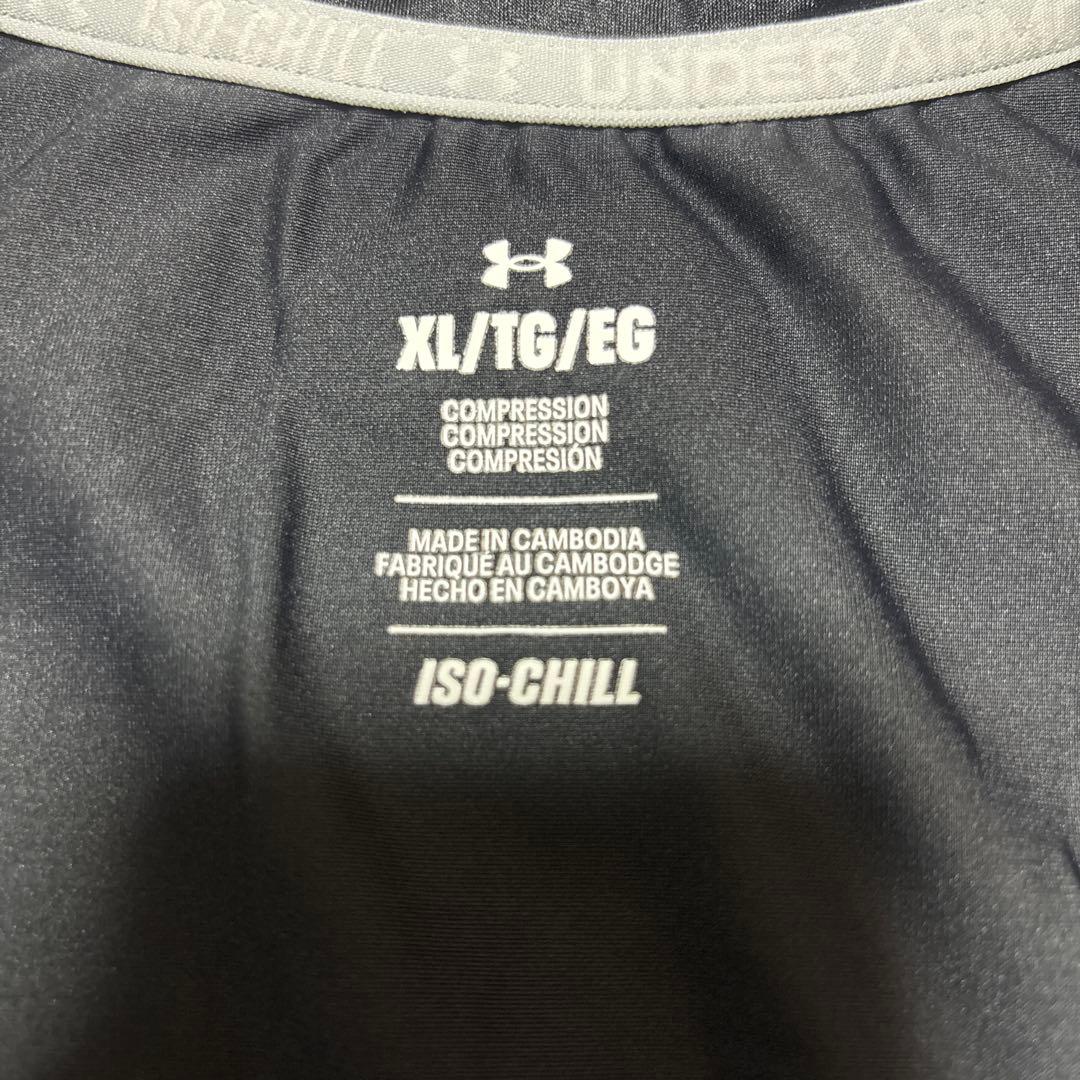 ISO-CHILL UNDER ARM
XL/TG/EG
COMPRESSION
COMPRESSION
COMPRESIÓN
MADE IN CAMBODIA
FABRIQUÉ AU CAMBODGE
HECHO EN CAMBOYA
ISO-CHILL